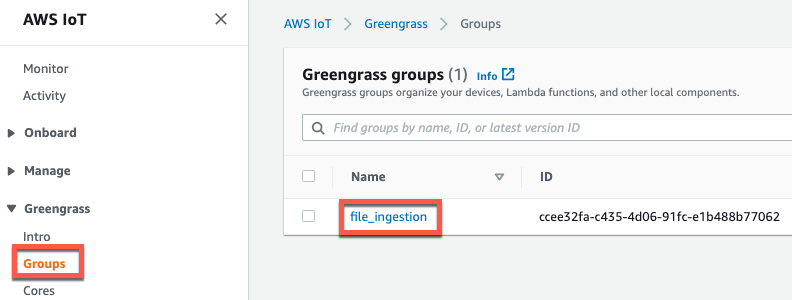 AWS IoT
Monitor
Activity
Onboard
Manage
Greengrass
Intro
Groups
Cores
AWS IoT Greengrass Groups
Greengrass groups (1) Info
Greengrass groups organize your devices, Lambda functions, and other local components.
Find groups by name, ID, or latest version ID
Name ID
file_ingestion ccee32fa-c435-4d06-91fc-e1b488b77062